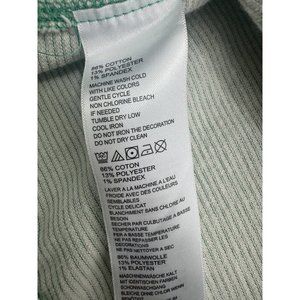 86% COTTON
13% POLYESTER
1% SPANDEX
MACHINE WASH COLD
WITH LIKE COLORS
GENTLE CYCLE
NON CHLORINE BLEACH
IF NEEDED
TUMBLE DRY LOW
COOL IRON
DO NOT IRON THE DECORATION
DO NOT DRY CLEAN
86% COTON
13% POLYESTER
1% SPANDEX
LAVER A LA MACHINE A L'EAU
FROIDE AVEC DES COULEURS
SEMBLABLES
CYCLE DELICAT
BLANCHIMENT SANS CHLORE AU
BESOIN
SECHER PAR CULBUTAGE A BASSE
TEMPERATURE
FER A BASSE TEMPERATURE
NE PAS REPASSER LES
DECORATIONS
NE PAS NETTOYER A SEC
86% BAUMWOLLE
13% POLYESTER
1% ELASTAN
MASCHINENWÄSCHE KALT
MIT IDENTISCHEN FARBEN
SCHONWASCHGANG